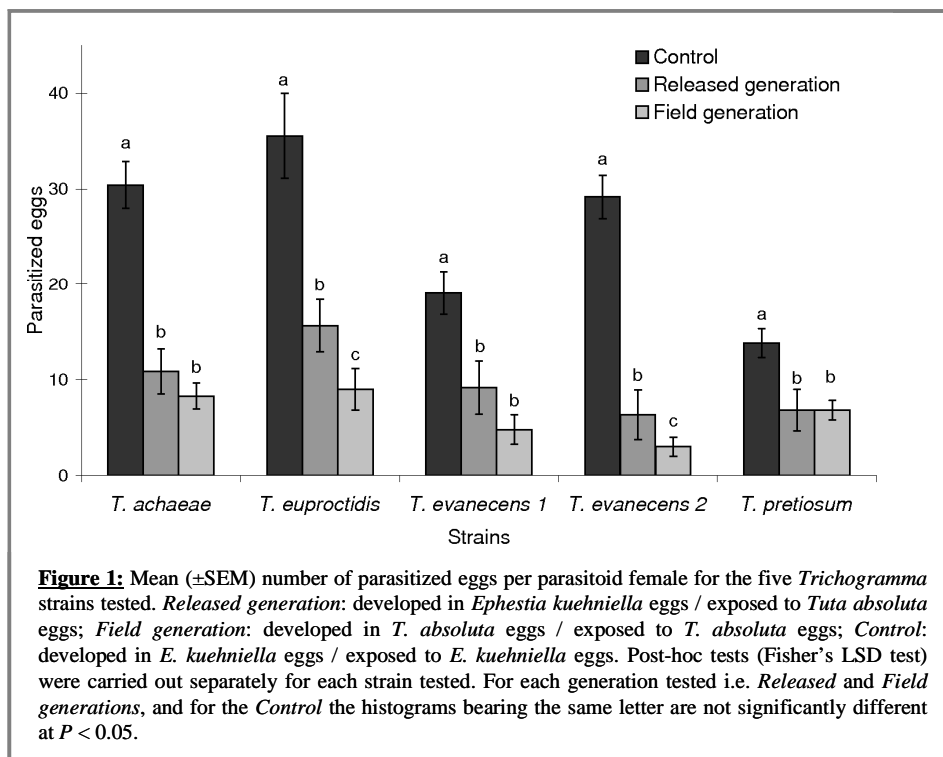 Control
Released generation
Field generation
Parasitized eggs
40
30
20
10
0
a
b
b
a
b
c
a
b
b
a
b
c
a
b
b
T. achaeae T. euproctidis T. evanecens 1 T. evanecens 2 T. pretiosum
Strains
Figure 1: Mean (±SEM) number of parasitized eggs per parasitoid female for the five Trichogramma
strains tested. Released generation: developed in Ephestia kuehniella eggs / exposed to Tuta absoluta
eggs; Field generation: developed in T. absoluta eggs / exposed to T. absoluta eggs; Control:
developed in E. kuehniella eggs / exposed to E. kuehniella eggs. Post-hoc tests (Fisher's LSD test)
were carried out separately for each strain tested. For each generation tested i.e. Released and Field
generations, and for the Control the histograms bearing the same letter are not significantly different
at P < 0.05.